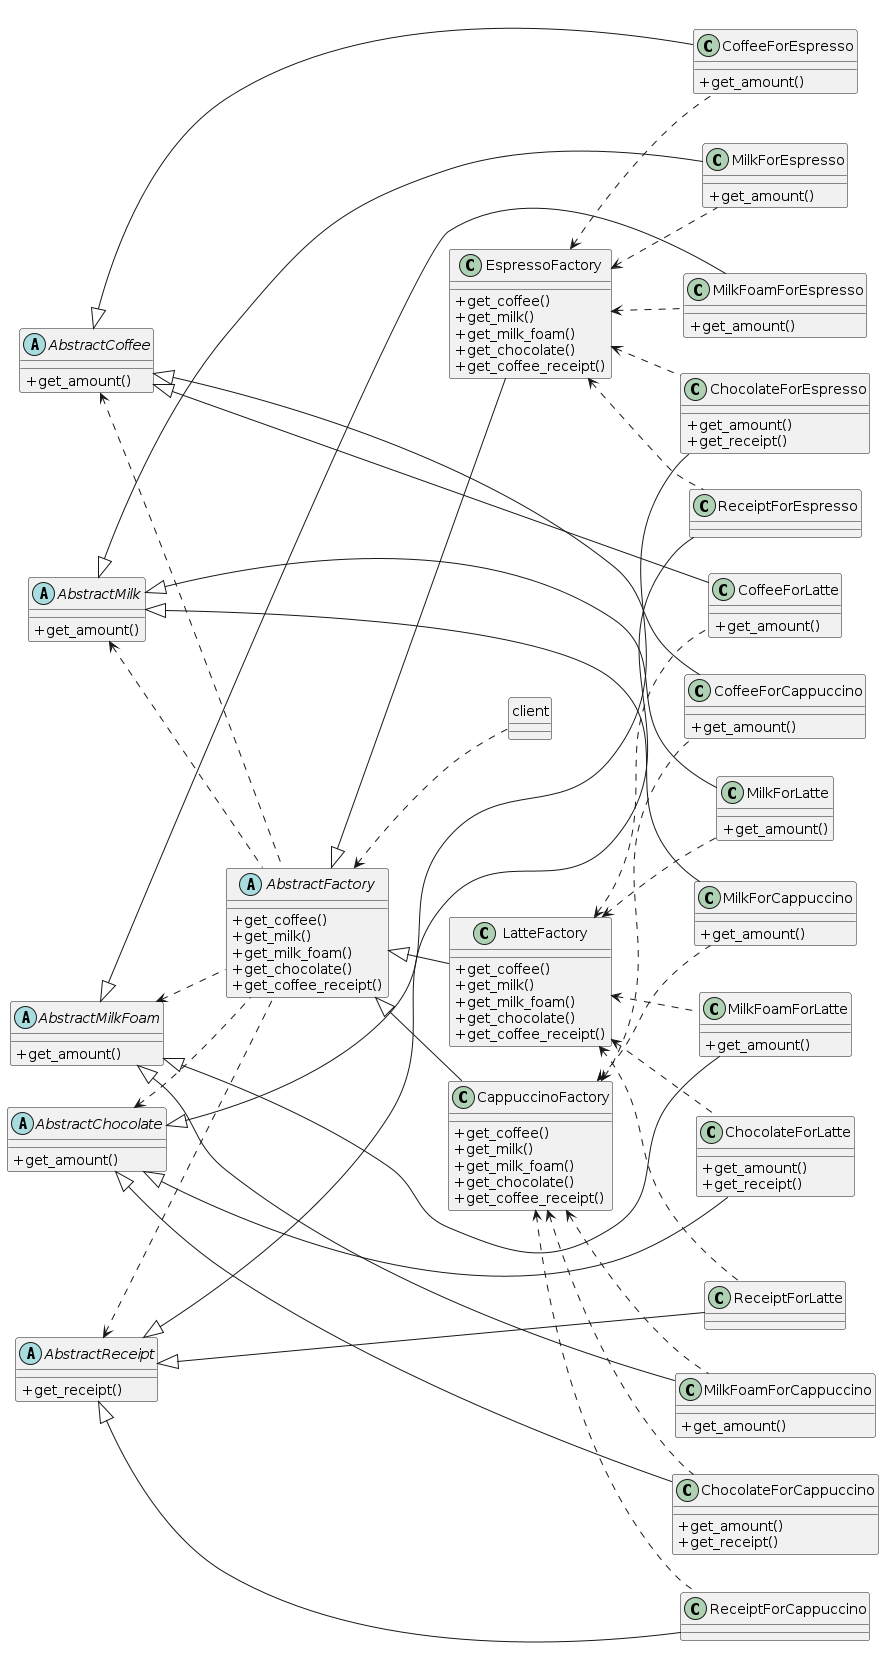 C CoffeeForEspresso
+get_amount()
C MilkForEspresso
+get_amount()
C EspressoFactory
+get_coffee()
+get_milk()
+get_milk_foam()
+get_chocolate()
+get_coffee_receipt()
C MilkFoamForEspresso
+get_amount()
A AbstractCoffee
+get_amount()
C ChocolateForEspresso
+get_amount()
+get_receipt()
C ReceiptForEspresso
A AbstractMilk
+get_amount()
C CoffeeForLatte
+get_amount()
C CoffeeForCappuccino
+get_amount()
client
C MilkForLatte
+get_amount()
A AbstractFactory
+get_coffee()
+get_milk()
+get_milk_foam()
+get_chocolate()
+get_coffee_receipt()
C MilkForCappuccino
+get_amount()
C LatteFactory
+get_coffee()
+get_milk()
+get_milk_foam()
+get_chocolate()
+get_coffee_receipt()
C MilkFoamForLatte
+get_amount()
A AbstractMilkFoam
+get_amount()
C CappuccinoFactory
+get_coffee()
+get_milk()
+get_milk_foam()
+get_chocolate()
+get_coffee_receipt()
A AbstractChocolate
+get_amount()
C ChocolateForLatte
+get_amount()
+get_receipt()
C ReceiptForLatte
A AbstractReceipt
+get_receipt()
C MilkFoamForCappuccino
+get_amount()
C ChocolateForCappuccino
+get_amount()
+get_receipt()
C ReceiptForCappuccino